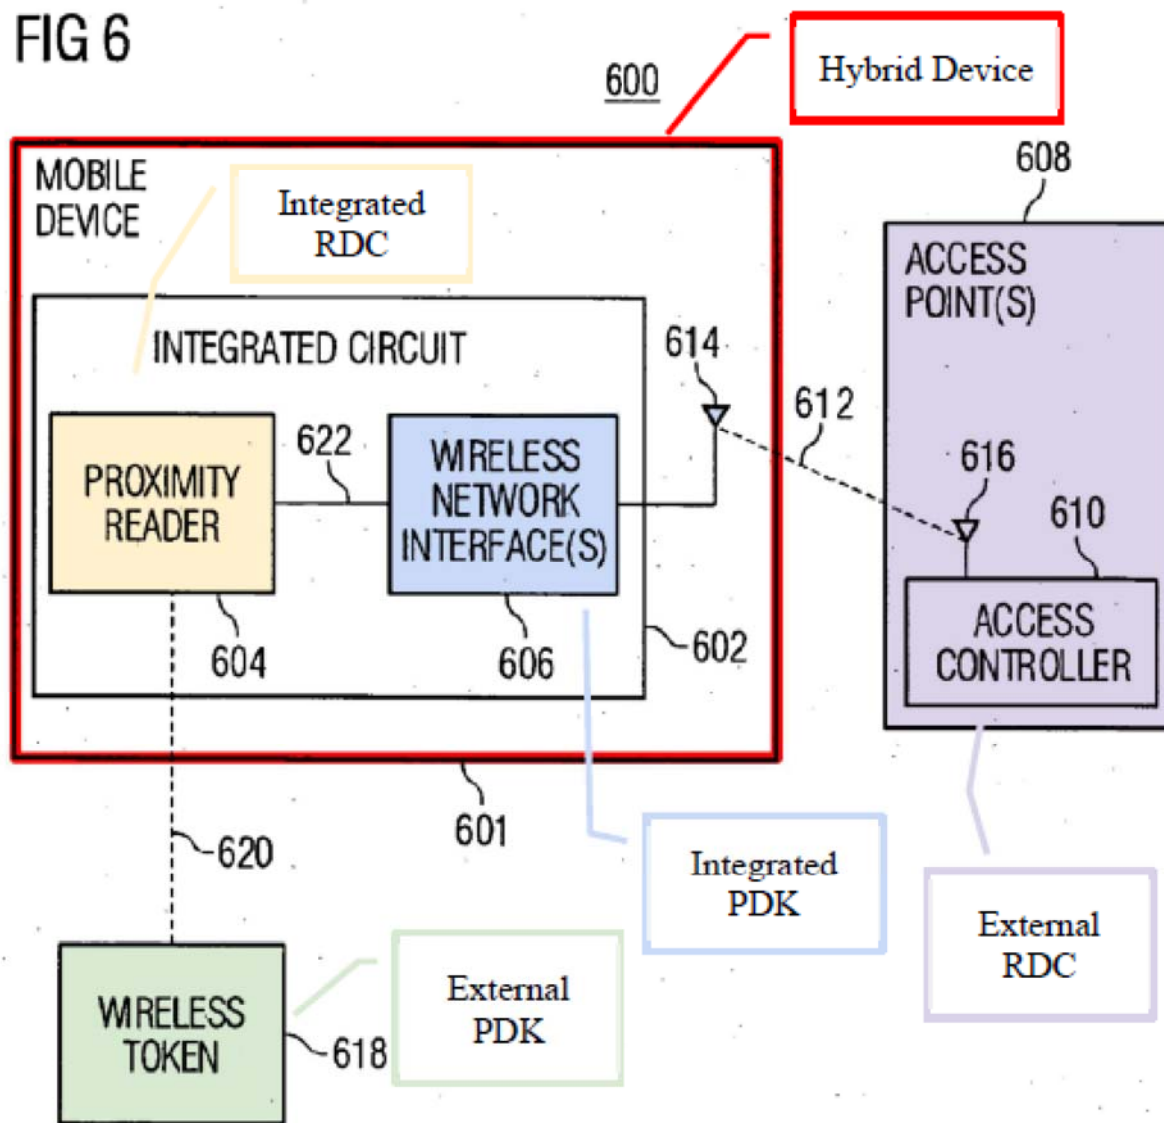 FIG 6
600
Hybrid Device
MOBILE
DEVICE
Integrated
RDC
608
ACCESS
POINT(S)
INTEGRATED CIRCUIT
614
612
622
PROXIMITY
READER
WIRELESS
NETWORK
INTERFACE(S)
616
610
604
606
602
ACCESS
CONTROLLER
601
620
Integrated
PDK
External
RDC
WIRELESS
TOKEN
618
External
PDK